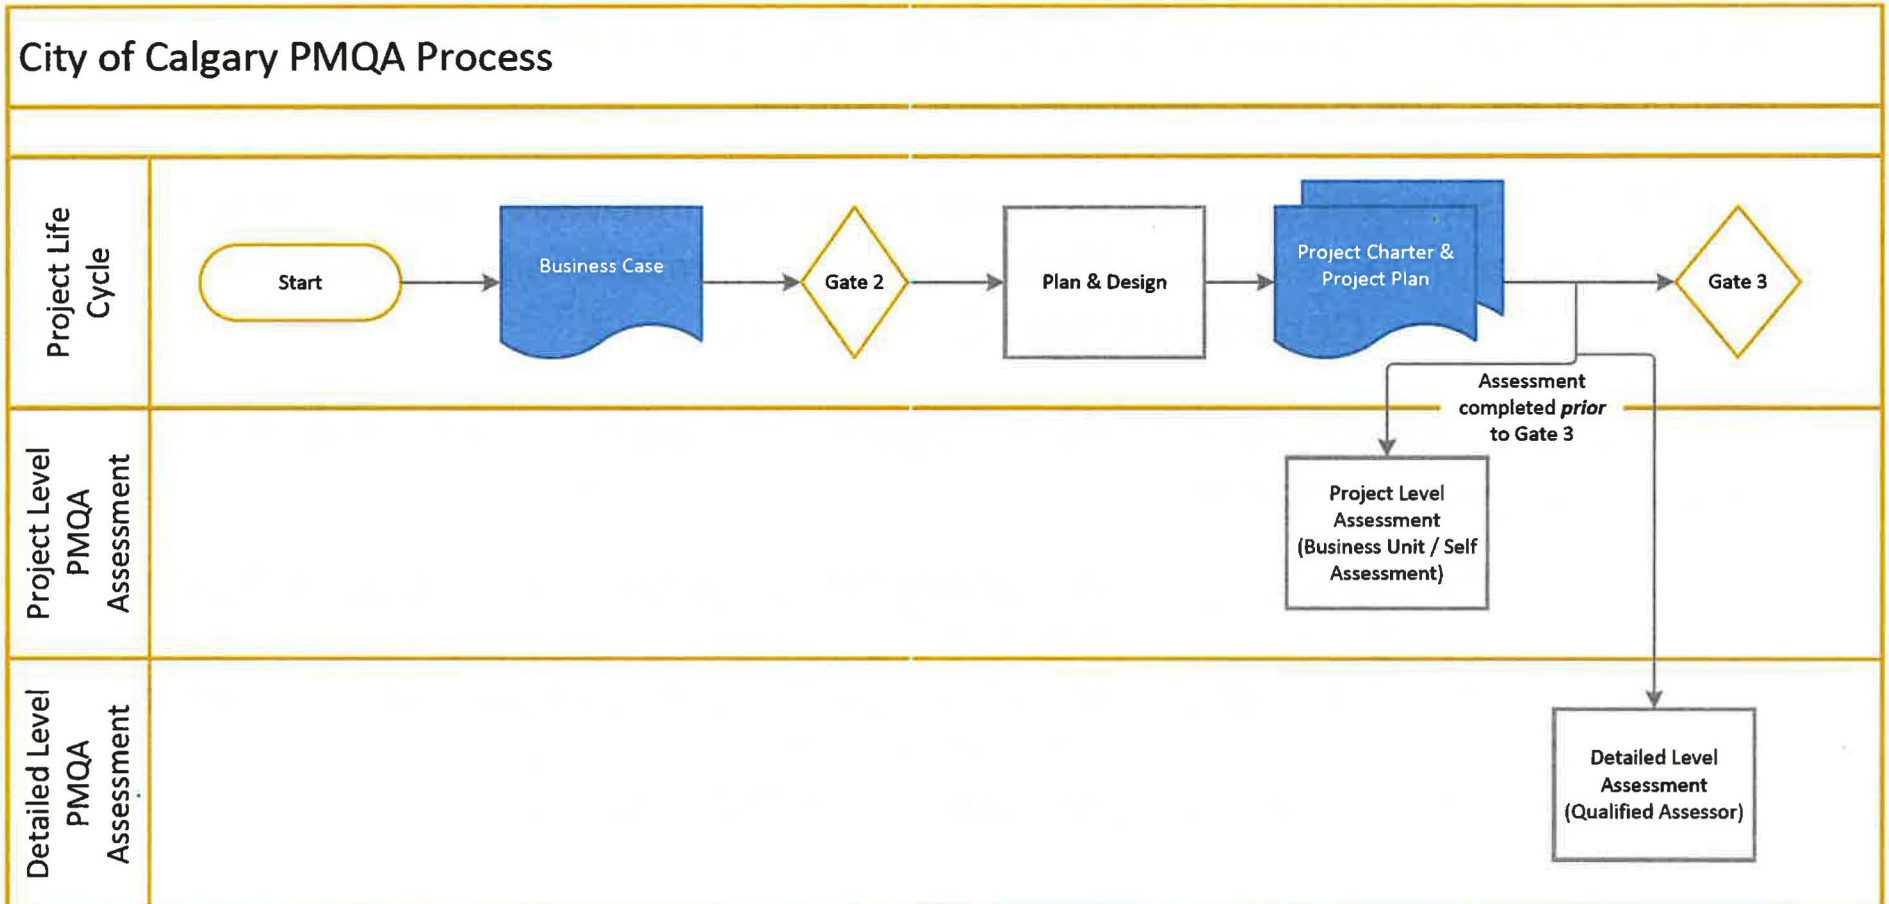 City of Calgary PMQA Process
Project Life
Cycle
Start
Business Case
Gate 2
Plan & Design
Project Charter &
Project Plan
Gate 3
Assessment
completed prior
to Gate 3
Project Level
PMQA
Assessment
Project Level
Assessment
(Business Unit / Self
Assessment)
Detailed Level
PMQA
Assessment
Detailed Level
Assessment
(Qualified Assessor)